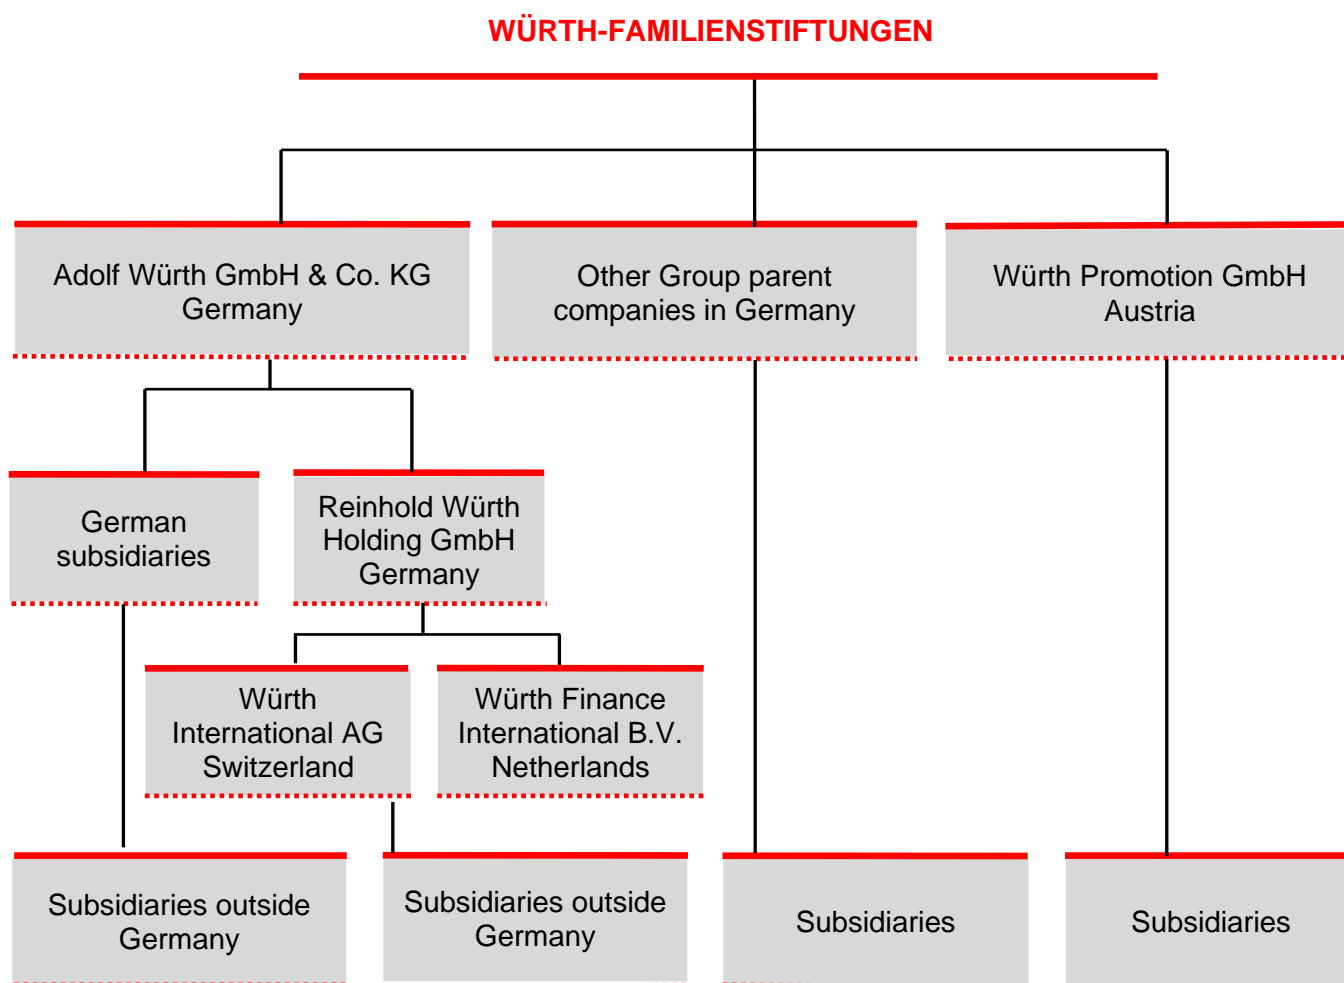 WÜRTH-FAMILIENSTIFTUNGEN
Adolf Würth GmbH & Co. KG
Germany
Other Group parent
companies in Germany
Würth Promotion GmbH
Austria
German
subsidiaries
Reinhold Würth
Holding GmbH
Germany
Würth
International AG
Switzerland
Würth Finance
International B.V.
Netherlands
Subsidiaries outside
Germany
Subsidiaries outside
Germany
Subsidiaries
Subsidiaries